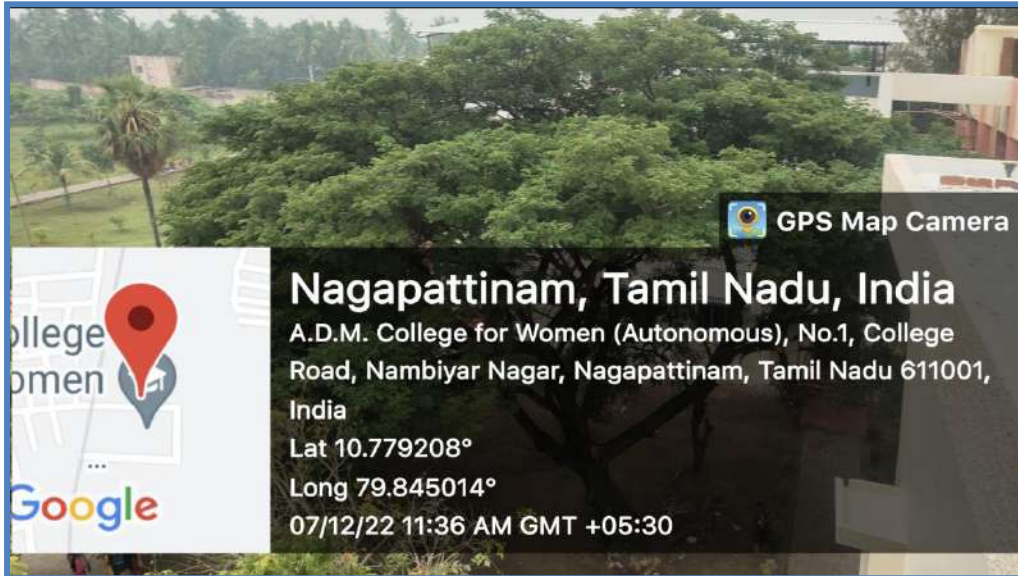 GPS Map Camera
Nagapattinam, Tamil Nadu, India
A.D.M. College for Women (Autonomous), No.1, College
Road, Nambiyar Nagar, Nagapattinam, Tamil Nadu 611001,
India
Lat 10.779208°
Long 79.845014°
07/12/22 11:36 AM GMT +05:30
ollege
omen
...
Google